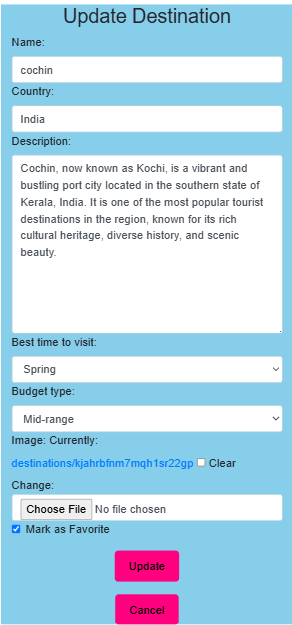 Update Destination
Name:
cochin
Country:
India
Description:
Cochin, now known as Kochi, is a vibrant and
bustling port city located in the southern state of
Kerala, India. It is one of the most popular tourist
destinations in the region, known for its rich
cultural heritage, diverse history, and scenic
beauty.
Best time to visit:
Spring
Budget type:
Mid-range
Image: Currently:
destinations/kjahrbfnm7mqh1sr22gp Clear
Change:
Choose File No file chosen
Mark as Favorite
Update
Cancel